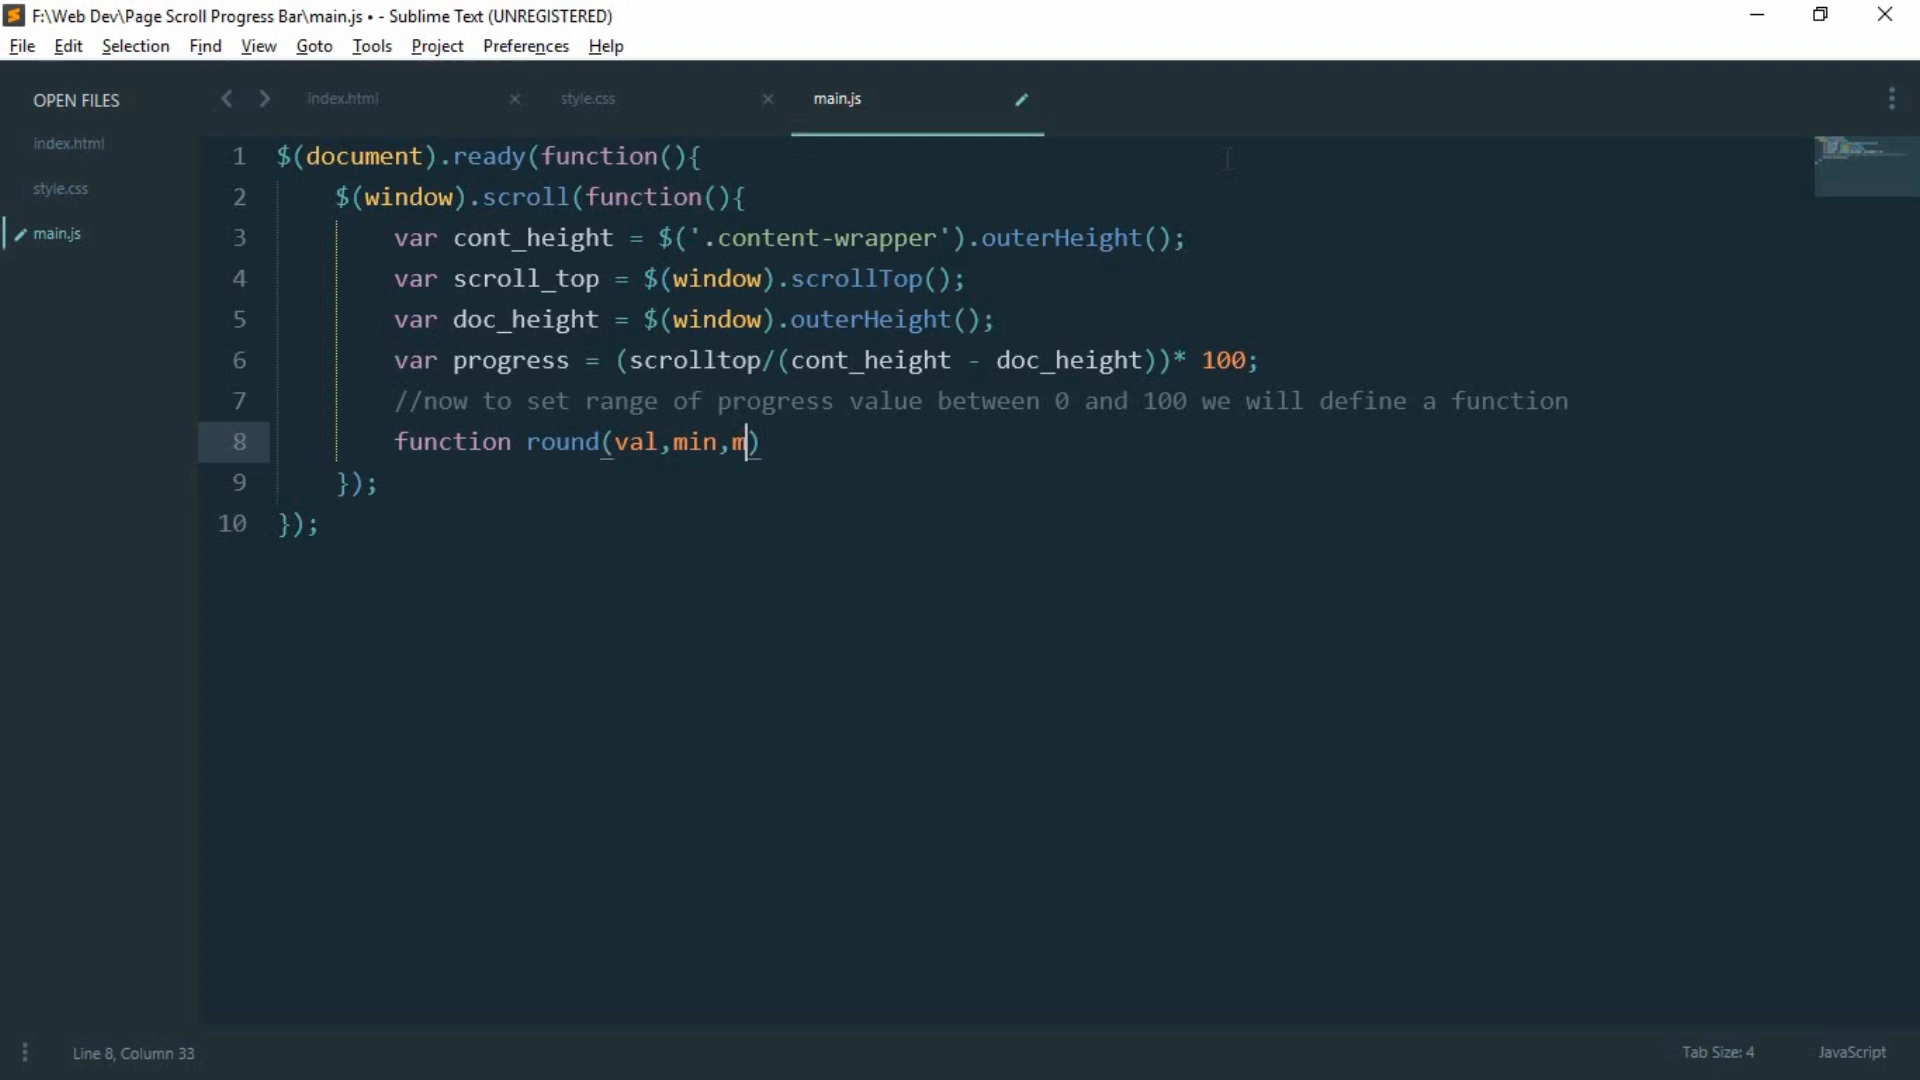 F:\Web Dev\Page Scroll Progress Bar\main.js • - Sublime Text (UNREGISTERED)
File Edit Selection Find View Goto Tools Project Preferences Help
OPEN FILES
index.html
style.css
main.js
index.html × style.css × main.js
1 $(document).ready(function(){
2 $(window).scroll(function(){
3 var cont_height = $('.content-wrapper').outerHeight();
4 var scroll_top = $(window).scrollTop();
5 var doc_height = $(window).outerHeight();
6 var progress = (scrolltop/(cont_height - doc_height))* 100;
7 //now to set range of progress value between 0 and 100 we will define a function
8 function round(val,min,m)
9 });
10 });
Line 8, Column 33
Tab Size: 4 JavaScript